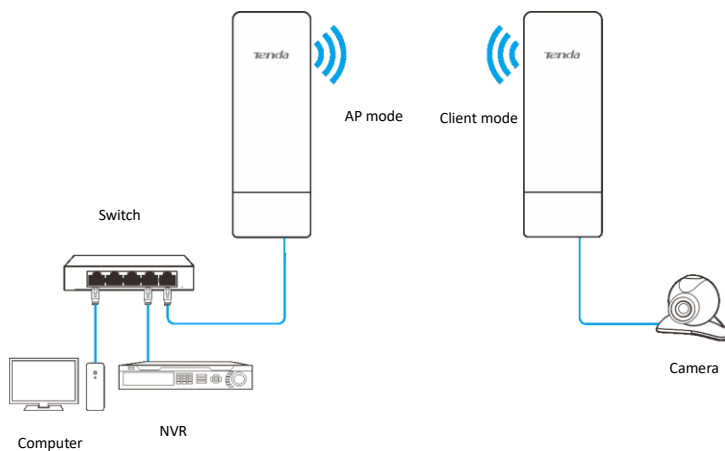 Tenda
Tenda
AP mode
Client mode
Switch
Camera
NVR
Computer